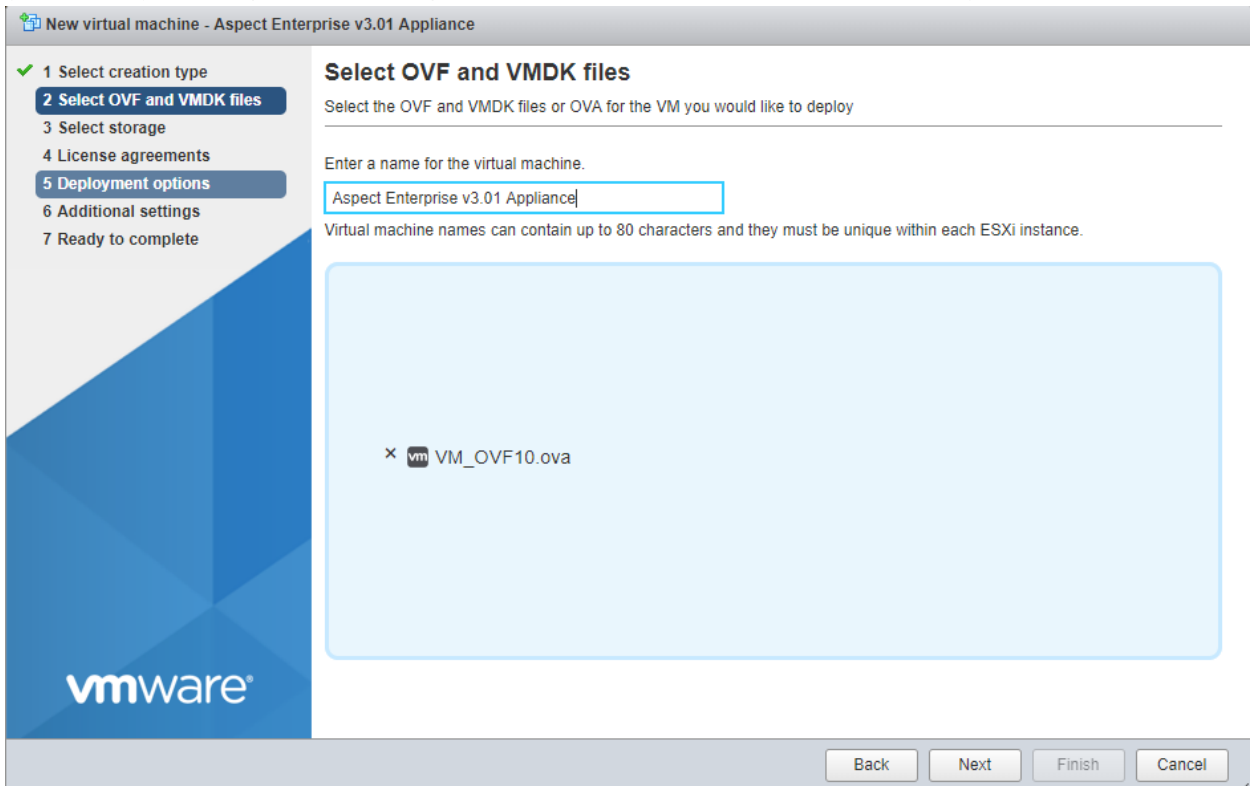 New virtual machine - Aspect Enterprise v3.01 Appliance
1 Select creation type
2 Select OVF and VMDK files
3 Select storage
4 License agreements
5 Deployment options
6 Additional settings
7 Ready to complete
Select OVF and VMDK files
Select the OVF and VMDK files or OVA for the VM you would like to deploy
Enter a name for the virtual machine.
Aspect Enterprise v3.01 Appliance
Virtual machine names can contain up to 80 characters and they must be unique within each ESXi instance.
× vm VM_OVF10.ova
vmware®
Back Next Finish Cancel